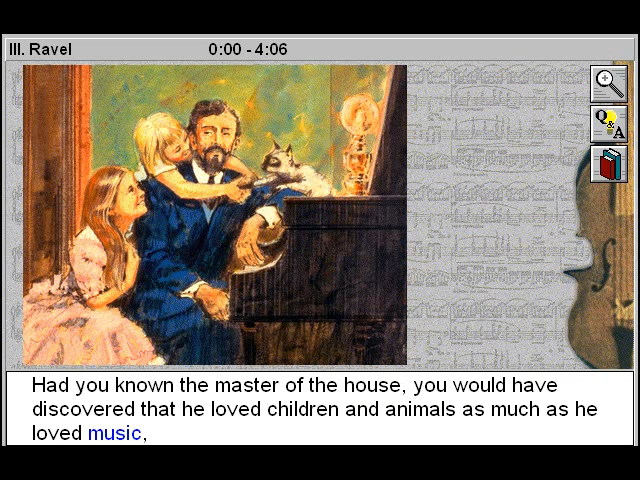 III. Ravel 0:00 - 4:06
Q&A
Had you known the master of the house, you would have
discovered that he loved children and animals as much as he
loved music,